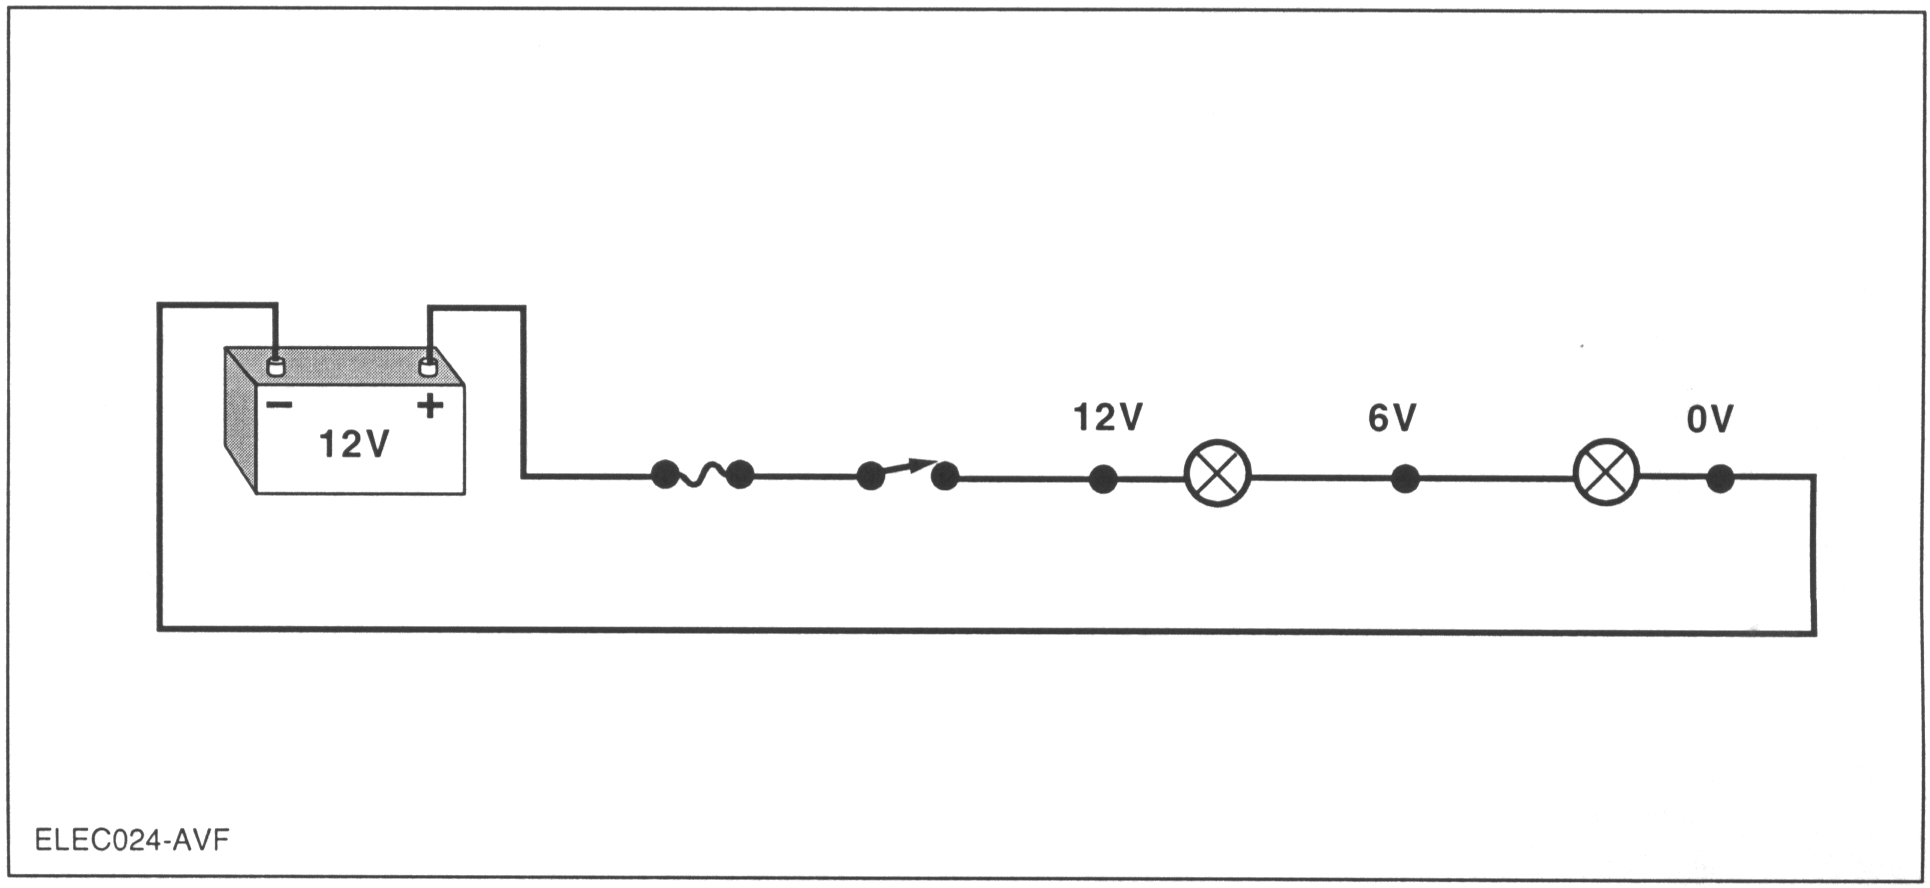 12V
6V
0V
− +
12V
ELEC024-AVF